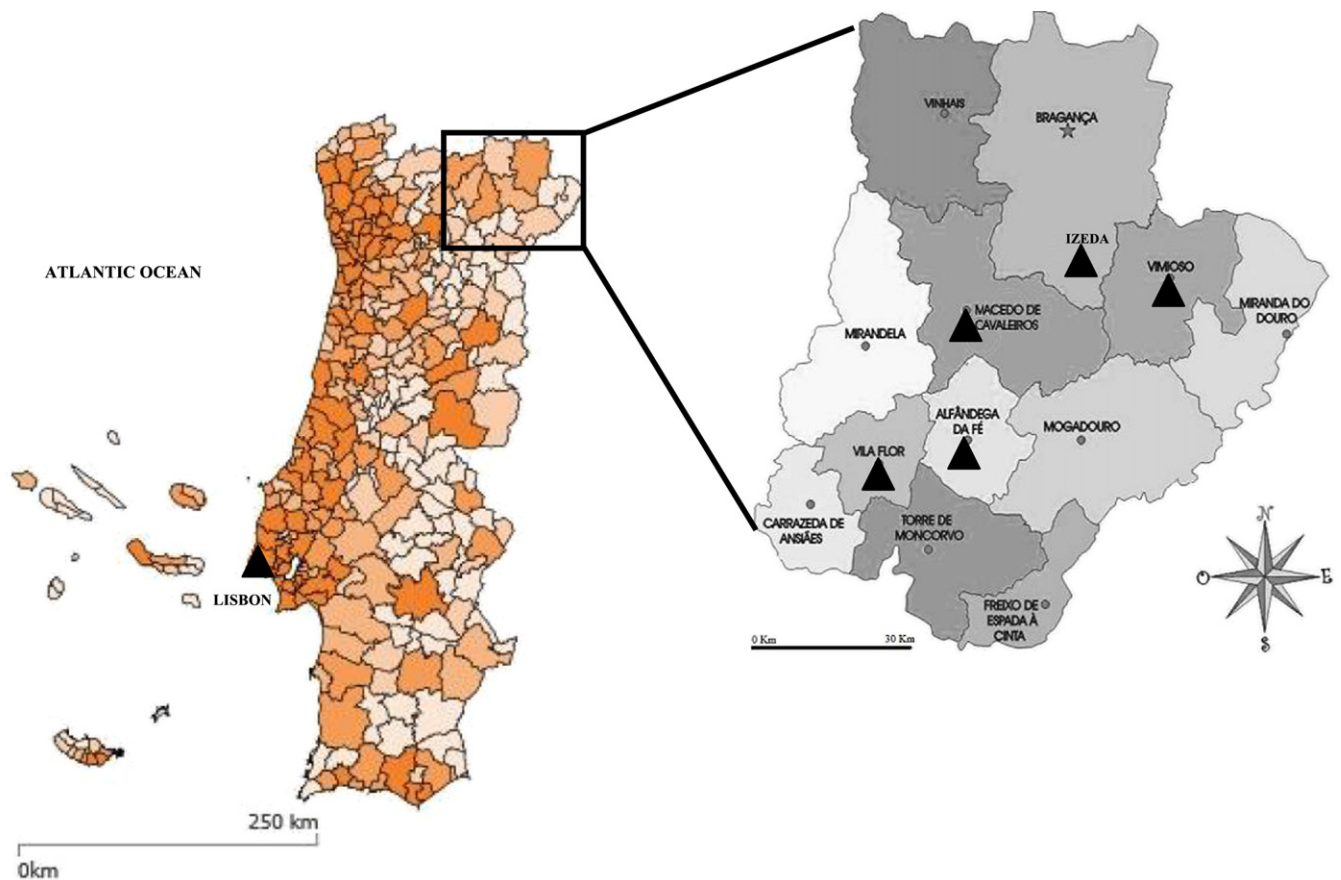 ATLANTIC OCEAN
LISBON
250 km
0km
VINHAIS
BRAGANÇA
IZEDA
VIMIOSO
MIRANDA DO
DOURO
MACEDO DE
CAVALEIROS
MIRANDELA
ALFÂNDEGA
DA FÉ
MOGADOURO
VILA FLOR
CARRAZEDA DE
ANSIÃES
TORRE DE
MONCORVO
FREIXO DE
ESPADA À
CINTA
0 Km
30 Km
N
O
E
S